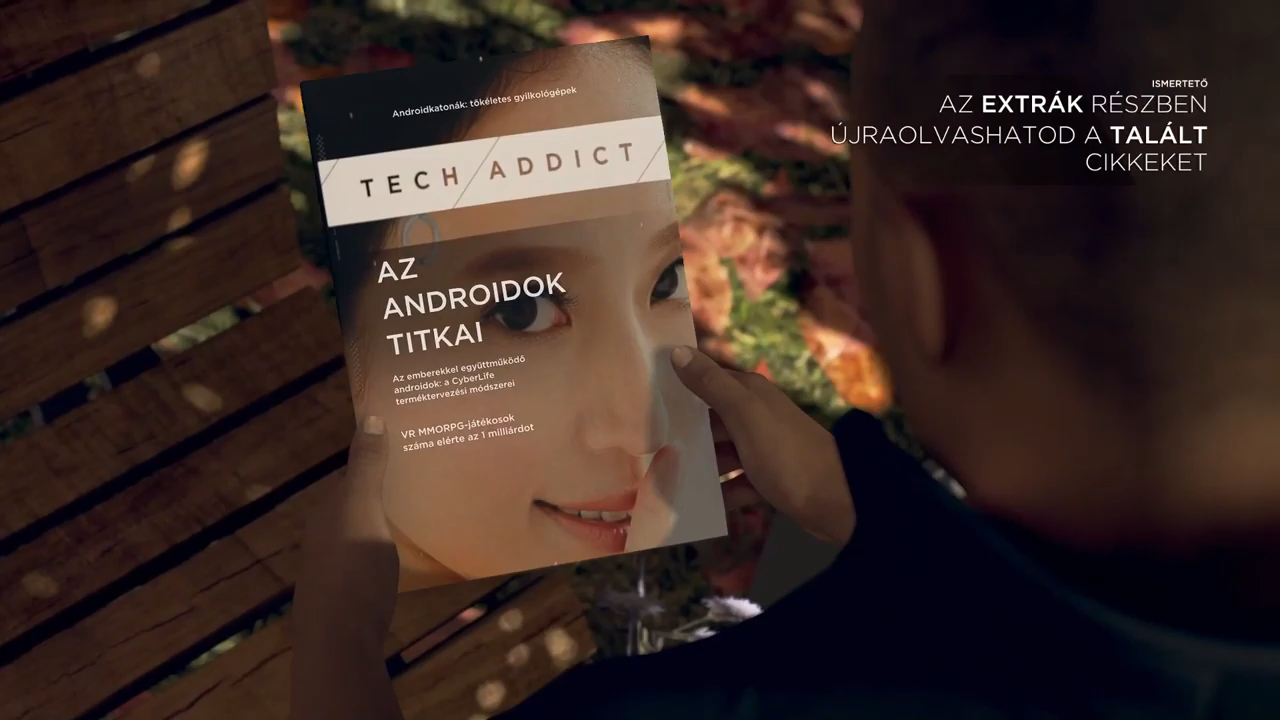 Androidkatonák: tökéletes gyilkológépek
TECH ADDICT
AZ
ANDROIDOK
TITKAI
Az emberekkel együttműködő
androidok: a CyberLife
terméktervezési módszerei
VR MMORPG-játékosok
száma elérte az 1 milliárdot
ISMERTETŐ
AZ EXTRÁK RÉSZBEN
ÚJRAOLVASHATOD A TALÁLT
CIKKEKET